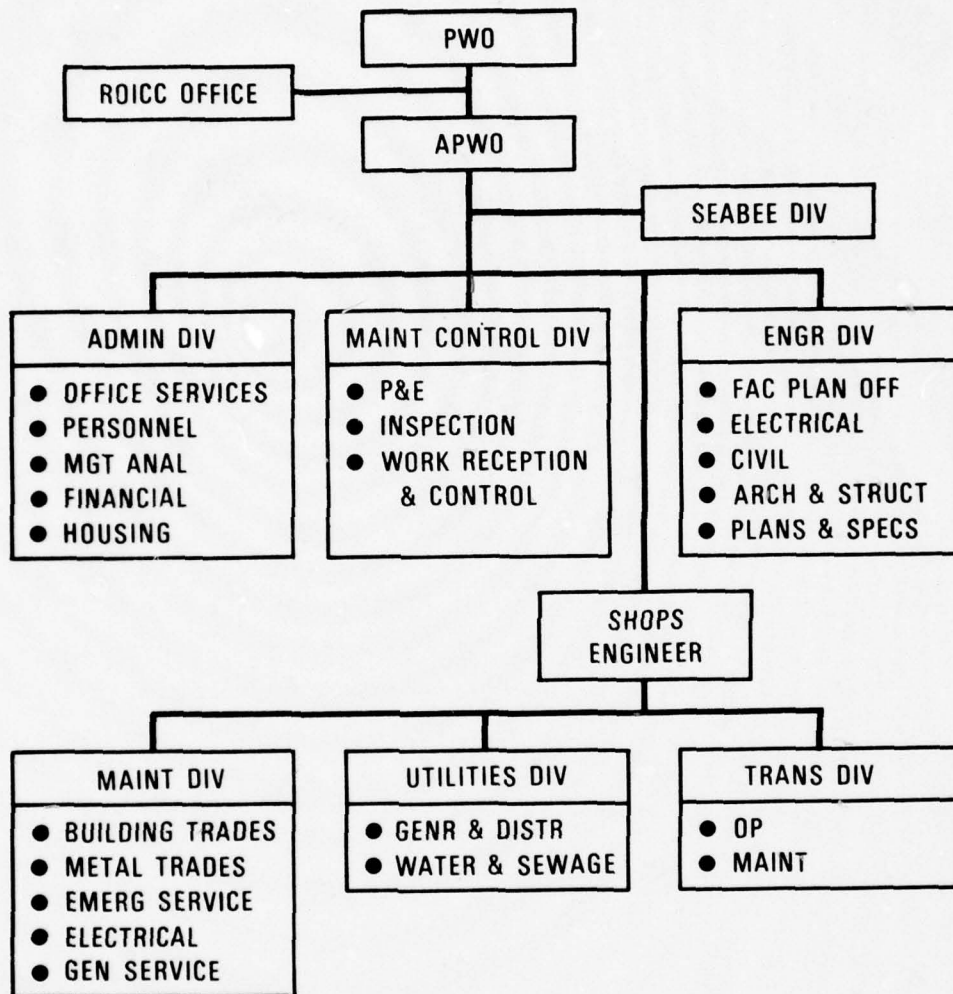 PWO
ROICC OFFICE
APWO
SEABEE DIV
ADMIN DIV
● OFFICE SERVICES
● PERSONNEL
● MGT ANAL
● FINANCIAL
● HOUSING
MAINT CONTROL DIV
● P&E
● INSPECTION
● WORK RECEPTION
& CONTROL
ENGR DIV
● FAC PLAN OFF
● ELECTRICAL
● CIVIL
● ARCH & STRUCT
● PLANS & SPECS
SHOPS
ENGINEER
MAINT DIV
● BUILDING TRADES
● METAL TRADES
● EMERG SERVICE
● ELECTRICAL
● GEN SERVICE
UTILITIES DIV
● GENR & DISTR
● WATER & SEWAGE
TRANS DIV
● OP
● MAINT